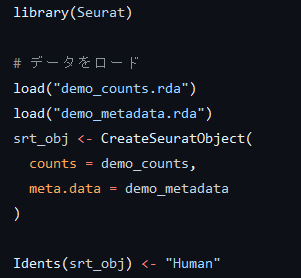 library(Seurat)
# データをロード
load("demo_counts.rda")
load("demo_metadata.rda")
srt_obj <- CreateSeuratObject(
  counts = demo_counts,
  meta.data = demo_metadata
)
Idents(srt_obj) <- "Human"